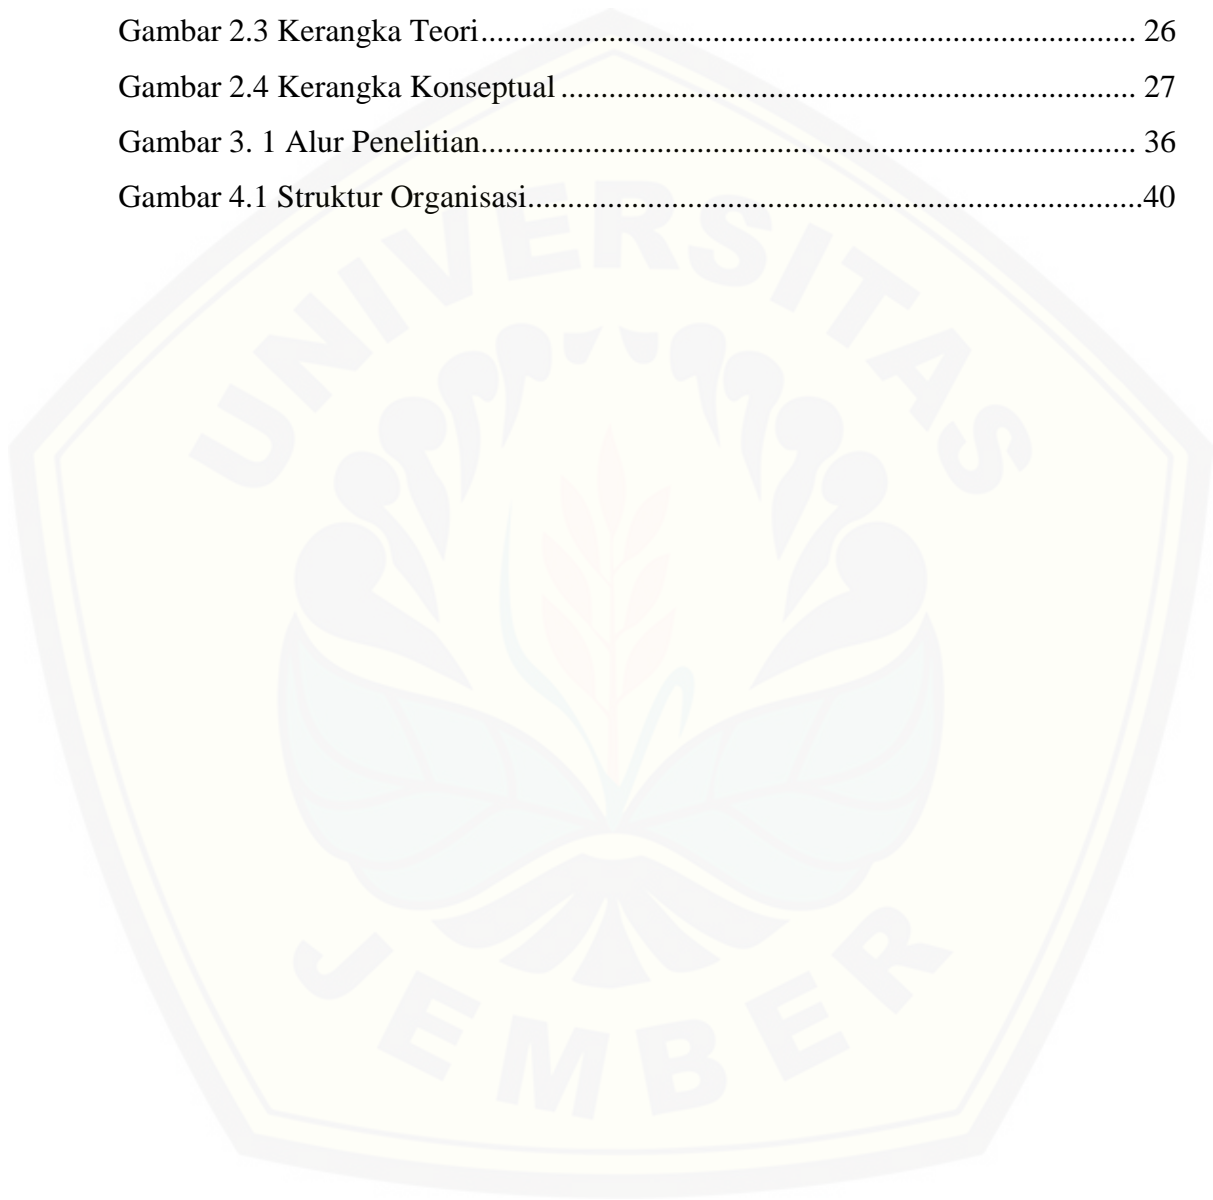 Gambar 2.3 Kerangka Teori.................................................................................. 26
Gambar 2.4 Kerangka Konseptual ........................................................................ 27
Gambar 3. 1 Alur Penelitian.................................................................................. 36
Gambar 4.1 Struktur Organisasi.............................................................................40
UNIVERSITAS
JEMBER